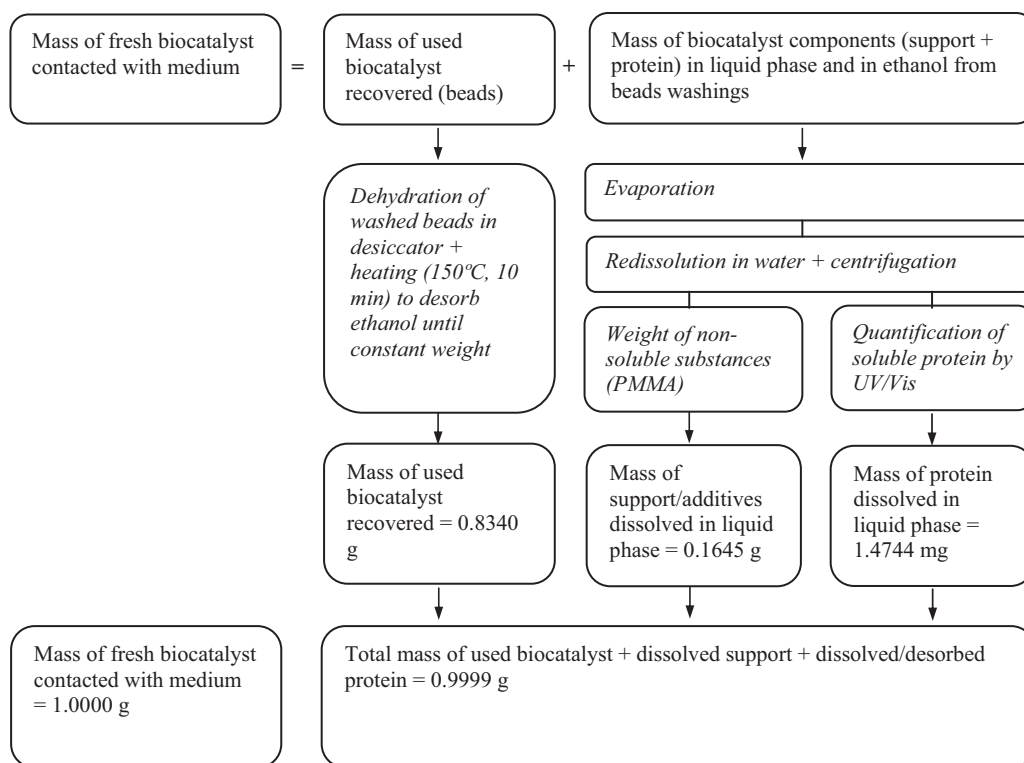 Mass of fresh biocatalyst
contacted with medium
=
Mass of used
biocatalyst
recovered (beads)
+
Mass of biocatalyst components (support +
protein) in liquid phase and in ethanol from
beads washings
Dehydration of
washed beads in
desiccator +
heating (150ºC, 10
min) to desorb
ethanol until
constant weight
Evaporation
Redissolution in water + centrifugation
Weight of non-
soluble substances
(PMMA)
Quantification of
soluble protein by
UV/Vis
Mass of used
biocatalyst
recovered = 0.8340
g
Mass of
support/additives
dissolved in liquid
phase = 0.1645 g
Mass of protein
dissolved in
liquid phase =
1.4744 mg
Mass of fresh biocatalyst
contacted with medium
= 1.0000 g
Total mass of used biocatalyst + dissolved support + dissolved/desorbed
protein = 0.9999 g